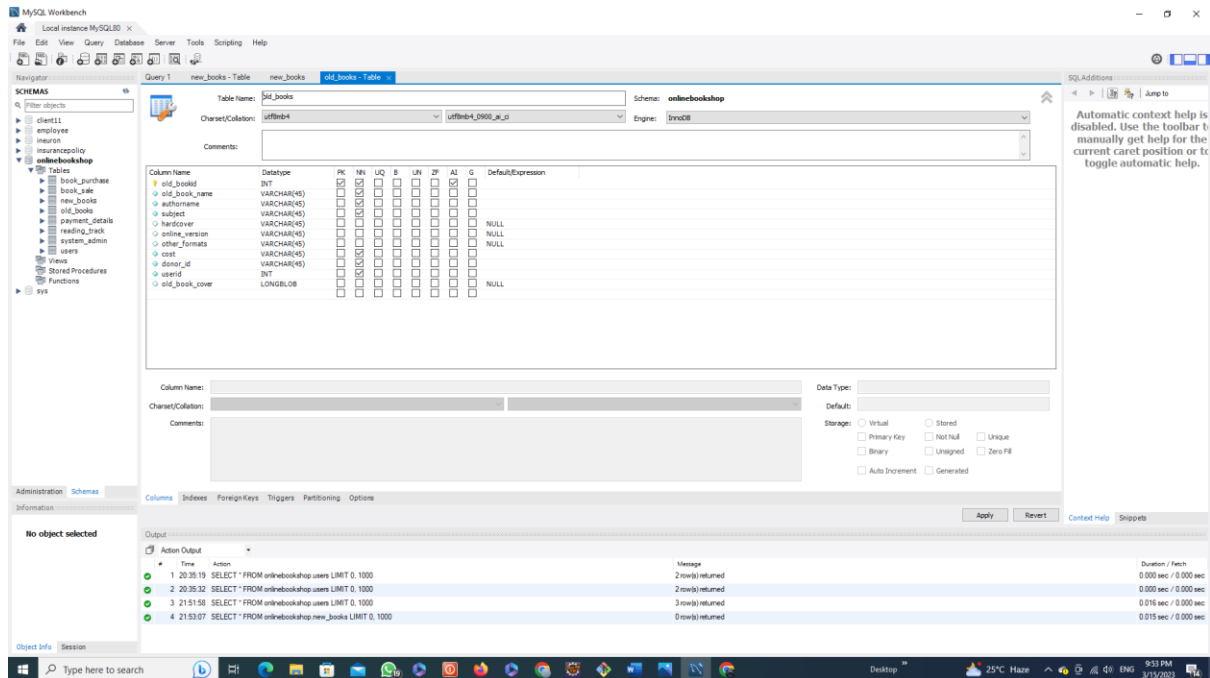 MySQL Workbench
Local instance MySQL80 ×
File Edit View Query Database Server Tools Scripting Help
Navigator
SCHEMAS
Filter objects
client11
employee
ineuron
insurancepolicy
onlinebookshop
Tables
book_purchase
book_sale
new_books
old_books
payment_details
reading_track
system_admin
users
Views
Stored Procedures
Functions
sys
Administration Schemas
Information
No object selected
Object Info Session
Query 1 new_books - Table new_books old_books - Table ×
Table Name: old_books Schema: onlinebookshop
Charset/Collation: utf8mb4 utf8mb4_0900_ai_ci Engine: InnoDB
Comments:
Column Name Datatype PK NN UQ B UN ZF AI G Default/Expression
old_bookid INT
old_book_name VARCHAR(45)
authorname VARCHAR(45)
subject VARCHAR(45)
hardcover VARCHAR(45) NULL
online_version VARCHAR(45) NULL
other_formats VARCHAR(45) NULL
cost VARCHAR(45)
donor_id VARCHAR(45)
userid INT
old_book_cover LONGBLOB NULL
Column Name: Data Type:
Charset/Collation: Default:
Comments: Storage: Virtual Stored
Primary Key Not Null Unique
Binary Unsigned Zero Fill
Auto Increment Generated
Columns Indexes Foreign Keys Triggers Partitioning Options
Apply Revert
Output
Action Output
# Time Action Message Duration / Fetch
1 20:35:19 SELECT * FROM onlinebookshop.users LIMIT 0, 1000 2 row(s) returned 0.000 sec / 0.000 sec
2 20:35:32 SELECT * FROM onlinebookshop.users LIMIT 0, 1000 2 row(s) returned 0.000 sec / 0.000 sec
3 21:51:58 SELECT * FROM onlinebookshop.users LIMIT 0, 1000 3 row(s) returned 0.016 sec / 0.000 sec
4 21:53:07 SELECT * FROM onlinebookshop.new_books LIMIT 0, 1000 0 row(s) returned 0.015 sec / 0.000 sec
SQLAdditions
Jump to
Automatic context help is
disabled. Use the toolbar to
manually get help for the
current caret position or to
toggle automatic help.
Context Help Snippets
Type here to search
Desktop
25°C Haze
ENG
9:53 PM
3/15/2023